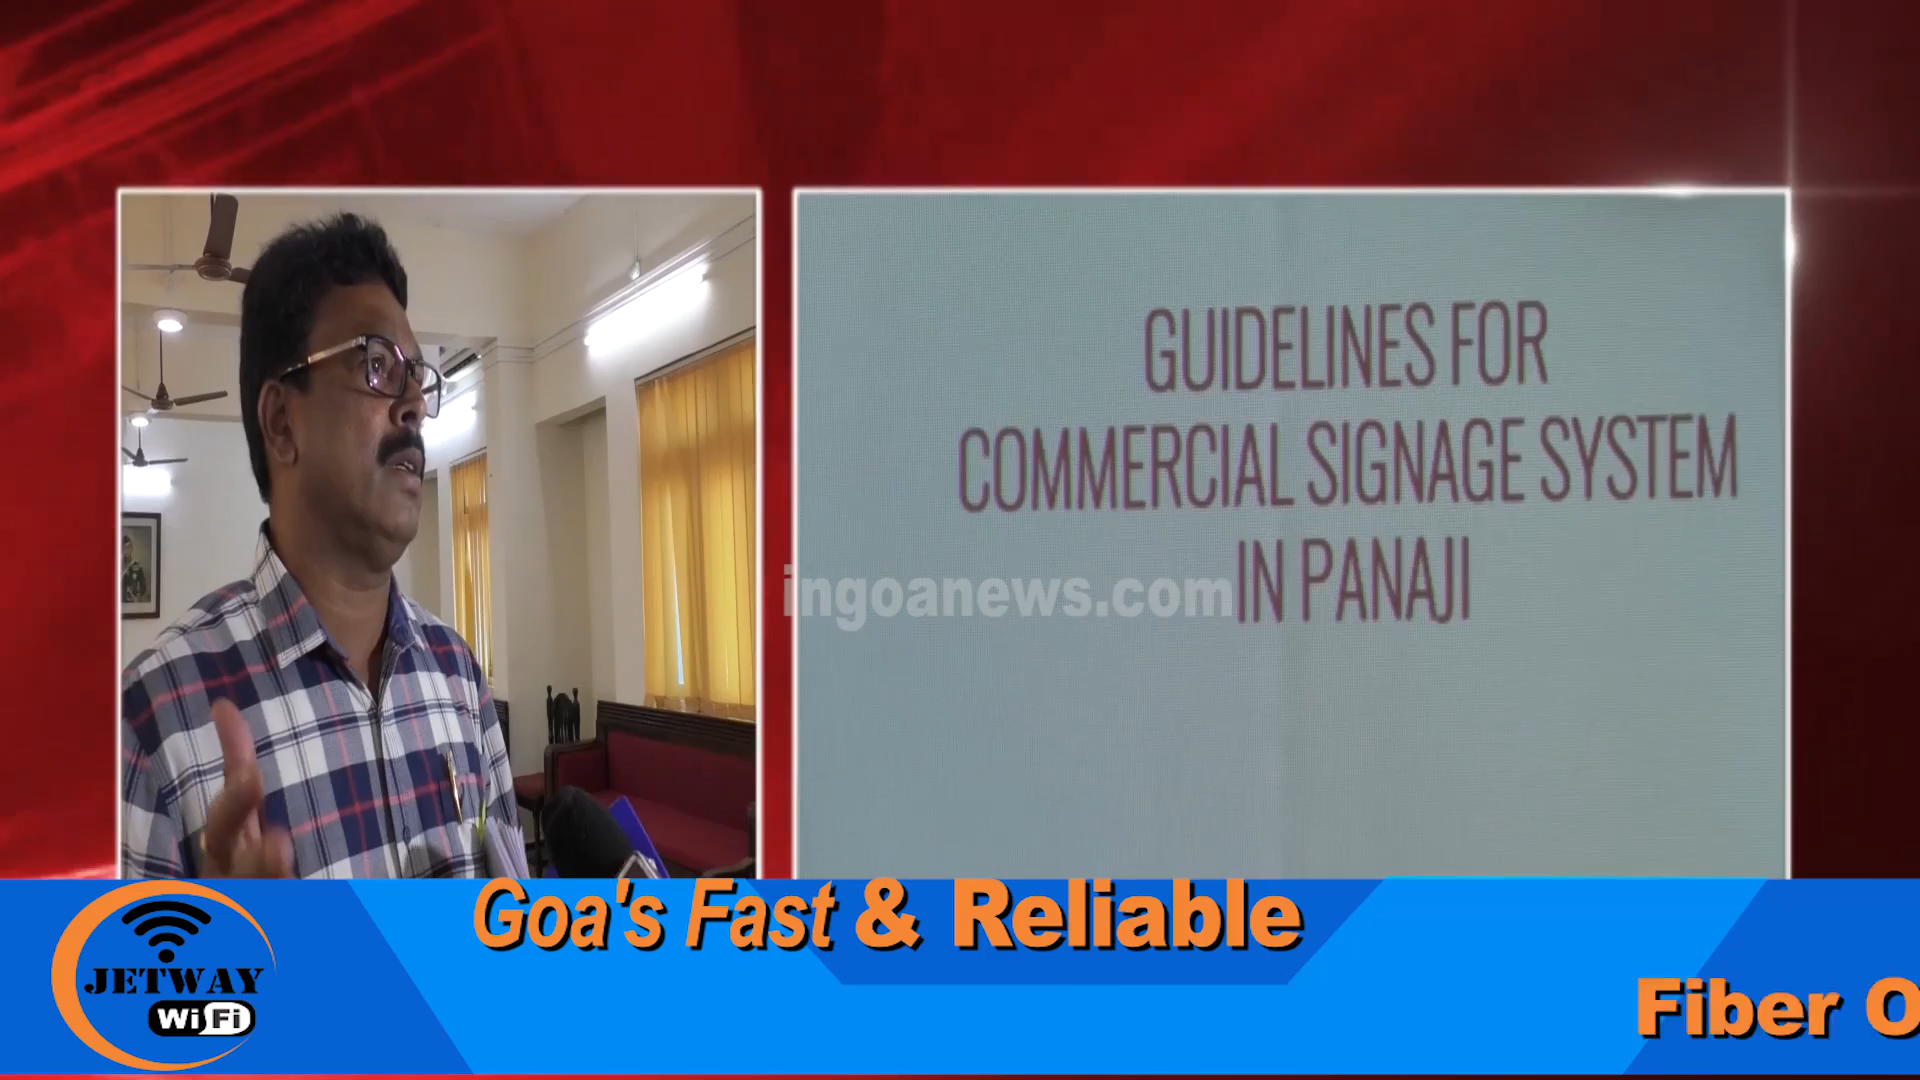 GUIDELINES FOR
COMMERCIAL SIGNAGE SYSTEM
IN PANAJI
ingoanews.com
Goa's Fast & Reliable
JETWAY
WiFi
Fiber O